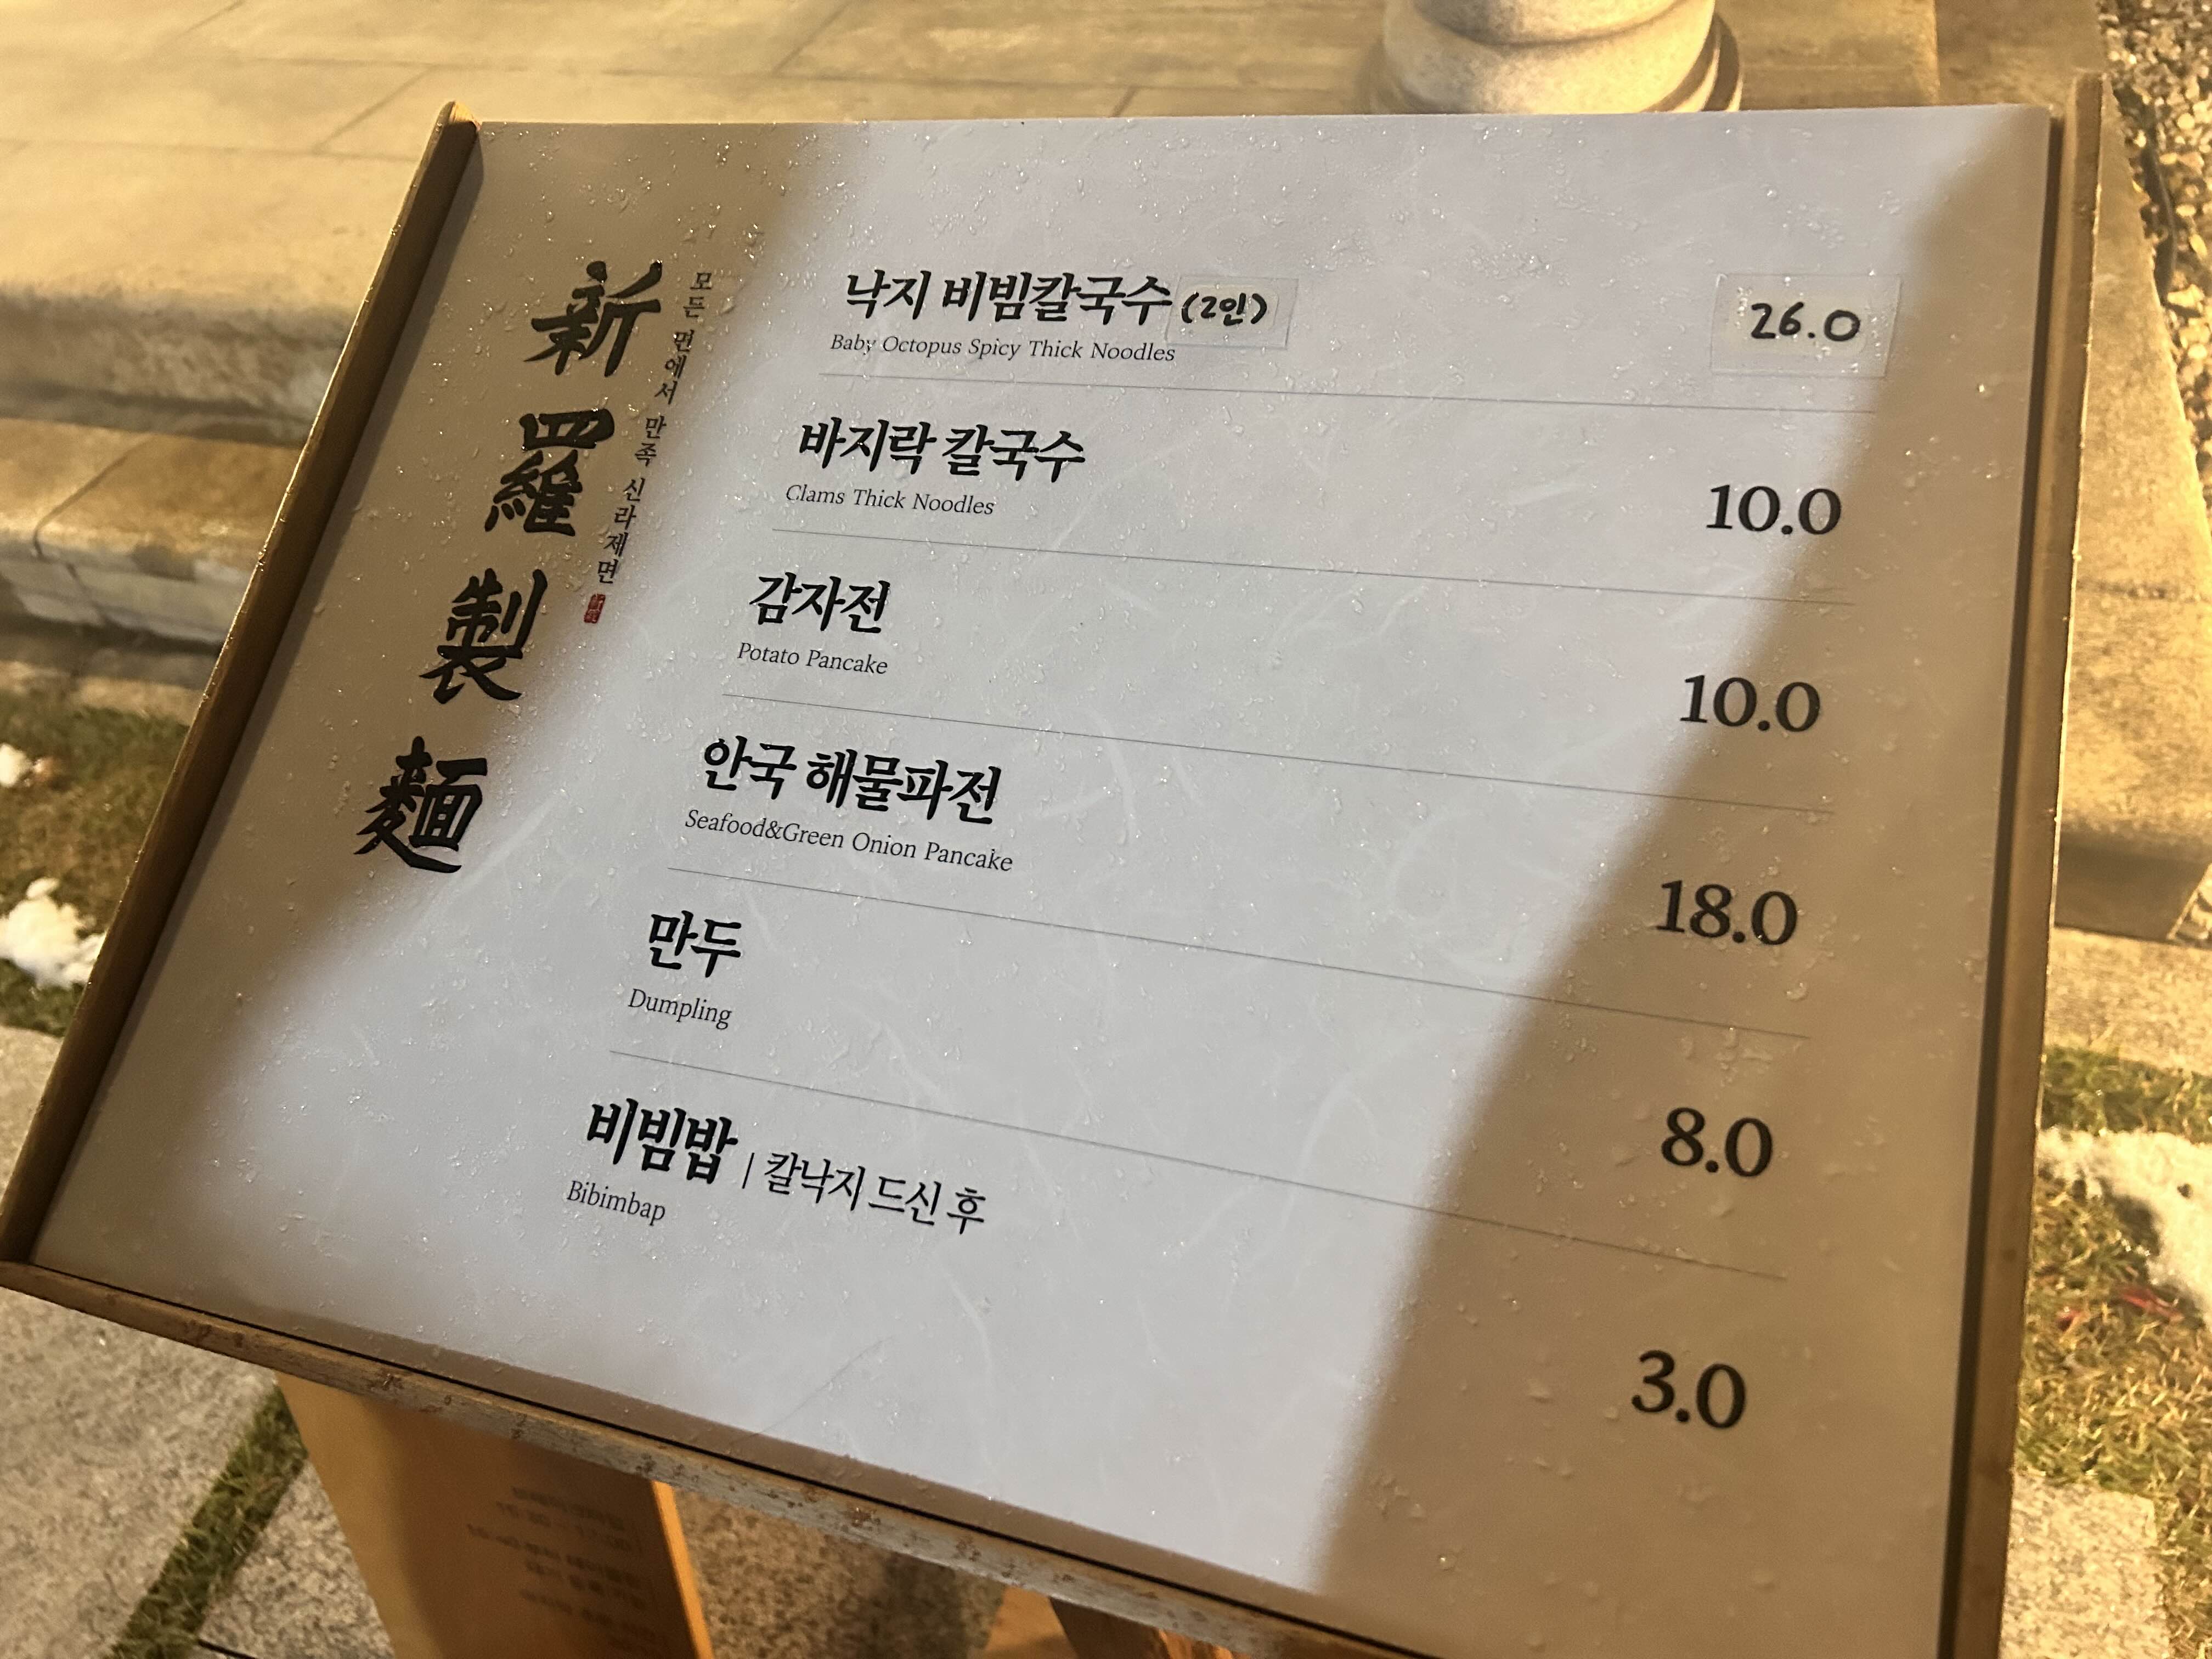 新羅製麵
모든 면에서 만족 신라제면
낙지 비빔칼국수 (2인) 26.0
Baby Octopus Spicy Thick Noodles
바지락 칼국수 10.0
Clams Thick Noodles
감자전 10.0
Potato Pancake
안국 해물파전 18.0
Seafood&Green Onion Pancake
만두 8.0
Dumpling
비빔밥 | 칼낙지 드신 후 3.0
Bibimbap